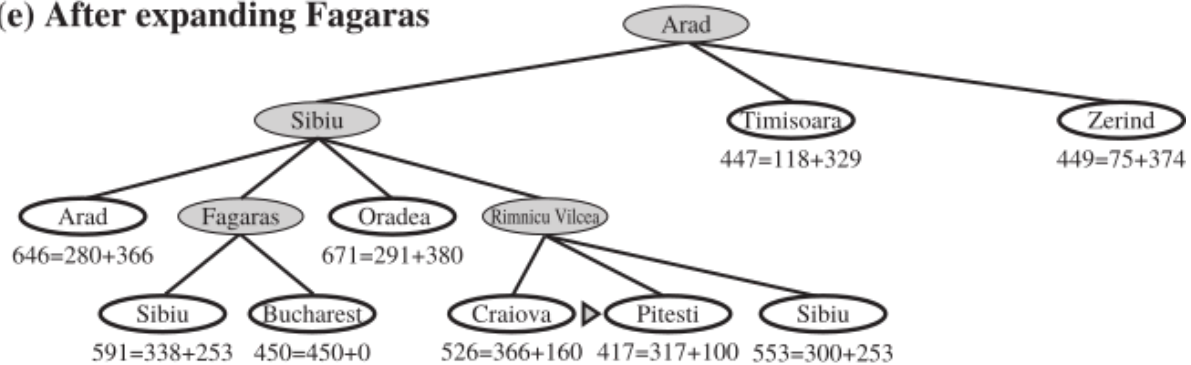 (e) After expanding Fagaras
Arad
Sibiu
Timisoara
Zerind
447=118+329
449=75+374
Arad
Fagaras
Oradea
Rimnicu Vilcea
646=280+366
671=291+380
Sibiu
Bucharest
Craiova
Pitesti
Sibiu
591=338+253
450=450+0
526=366+160
417=317+100
553=300+253